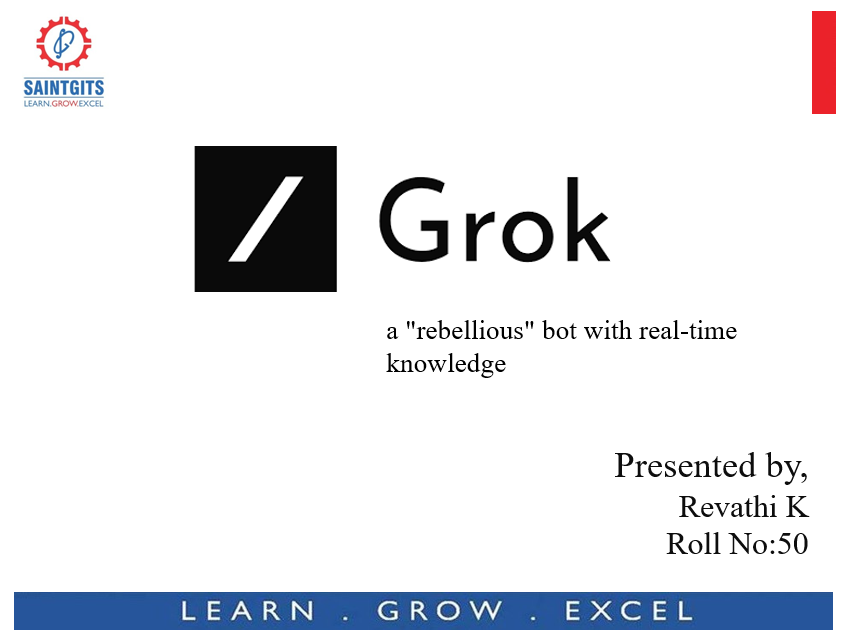 SAINTGITS
LEARN.GROW.EXCEL
Grok
a "rebellious" bot with real-time
knowledge
Presented by,
Revathi K
Roll No:50
LEARN . GROW . EXCEL